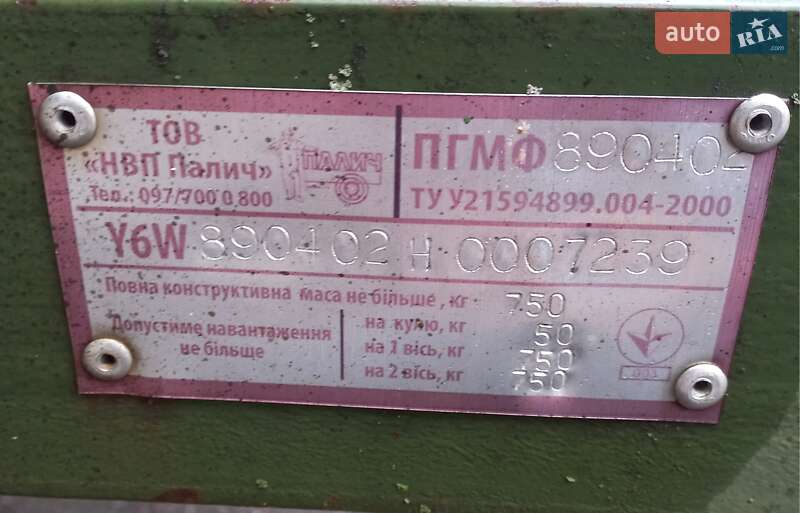 auto RIA.com
ТОВ
«НВП Палич»
Тел.: 097/700 0 800
ПАЛИЧ
ПГМФ 890402
ТУ У21594899.004-2000
Y6W 890402 H 0007239
Повна конструктивна маса не більше, кг 750
Допустиме навантаження не більше
на кулю, кг 50
на 1 вісь, кг 750
на 2 вісь, кг 750